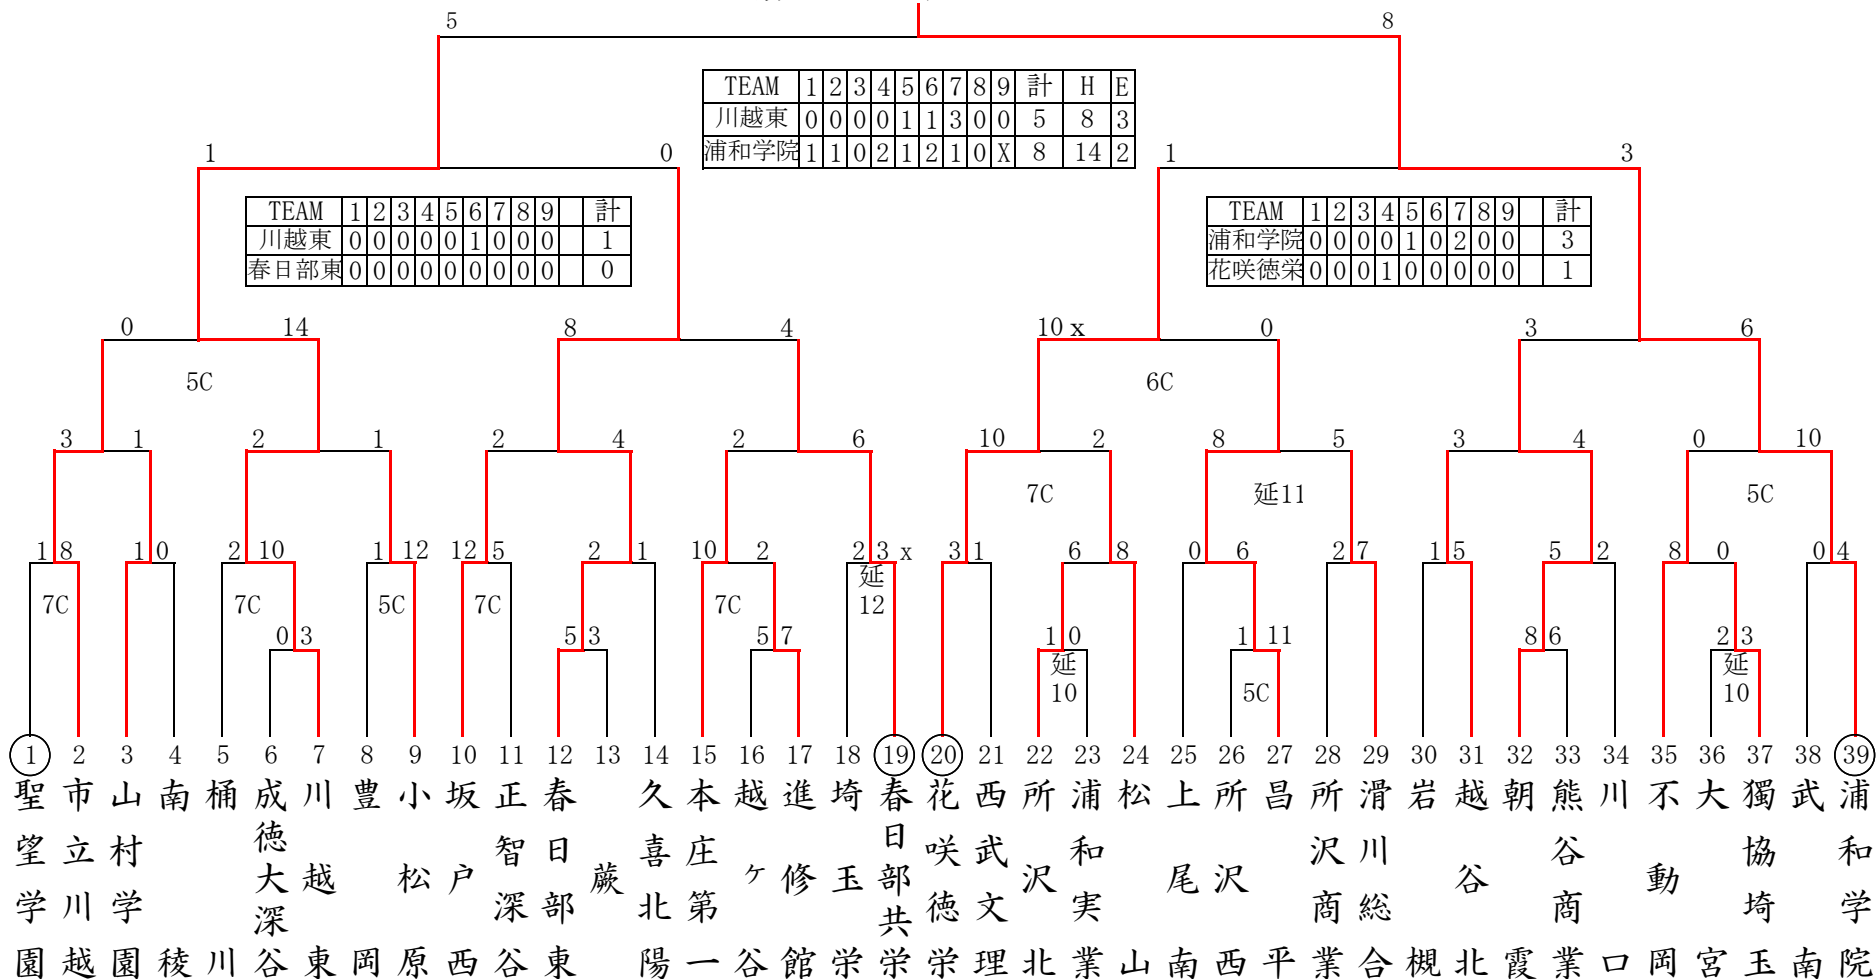 5 8
TEAM 1 2 3 4 5 6 7 8 9 計 H E
川越東 0 0 0 0 1 1 3 0 0 5 8 3
浦和学院 1 1 0 2 1 2 1 0 X 8 14 2
1 0 1 3
TEAM 1 2 3 4 5 6 7 8 9 計
川越東 0 0 0 0 0 1 0 0 0 1
春日部東 0 0 0 0 0 0 0 0 0 0
TEAM 1 2 3 4 5 6 7 8 9 計
浦和学院 0 0 0 0 1 0 2 0 0 3
花咲徳栄 0 0 0 1 0 0 0 0 0 1
0 14 8 4 10 x 0 3 6
5C 6C
3 1 2 1 2 4 2 6 10 2 8 5 3 4 0 10
7C 延11 5C
1 8 1 0 2 10 1 12 12 5 2 1 10 2 2 3 x 3 1 6 8 0 6 2 7 1 5 5 2 8 0 0 4
7C 7C 5C 7C 7C 延12
0 3 5 3 5 7 1 0 1 11 8 6 2 3
延10 5C 延10
1 2 3 4 5 6 7 8 9 10 11 12 13 14 15 16 17 18 19 20 21 22 23 24 25 26 27 28 29 30 31 32 33 34 35 36 37 38 39
聖望学園
市立川越
山村学園
南稜
桶川
成徳大深谷
川越東
豊岡
小松原
坂戸西
正智深谷
春日部東
蕨
久喜北陽
本庄第一
越ヶ谷
進修館
埼玉栄
春日部共栄
花咲徳栄
西武文理
所沢北
浦和実業
松山
上尾南
所沢西
昌平
所沢商業
滑川総合
岩槻
越谷北
朝霞
熊谷商業
川口
不動岡
大宮
獨協埼玉
武南
浦和学院